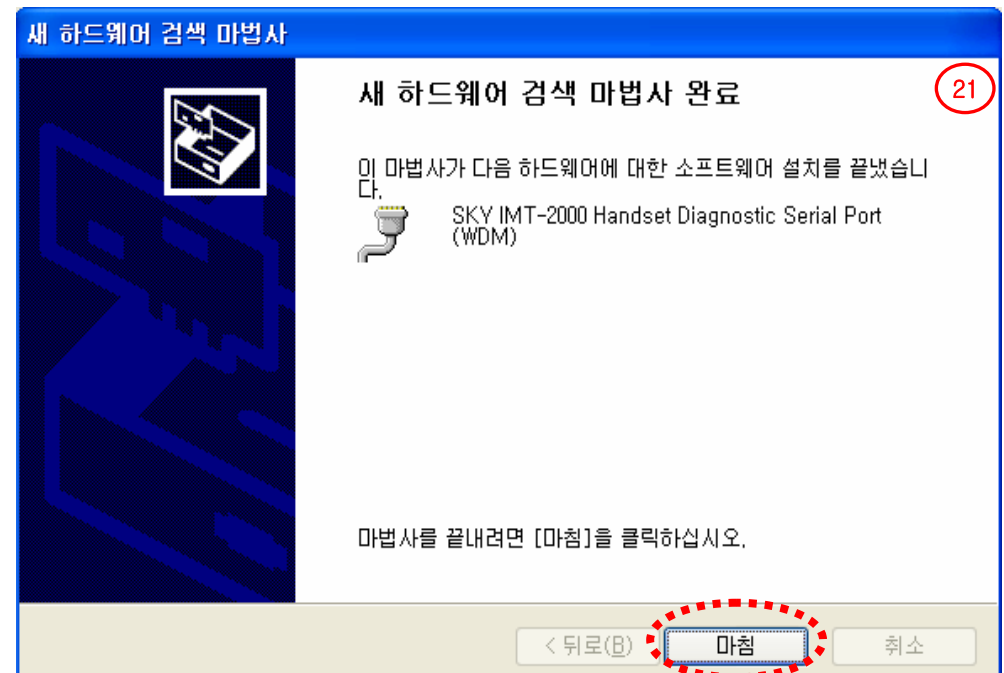 새 하드웨어 검색 마법사
새 하드웨어 검색 마법사 완료
21
이 마법사가 다음 하드웨어에 대한 소프트웨어 설치를 끝냈습니
다.
SKY IMT-2000 Handset Diagnostic Serial Port
(WDM)
마법사를 끝내려면 [마침]을 클릭하십시오.
< 뒤로(B)
마침
취소